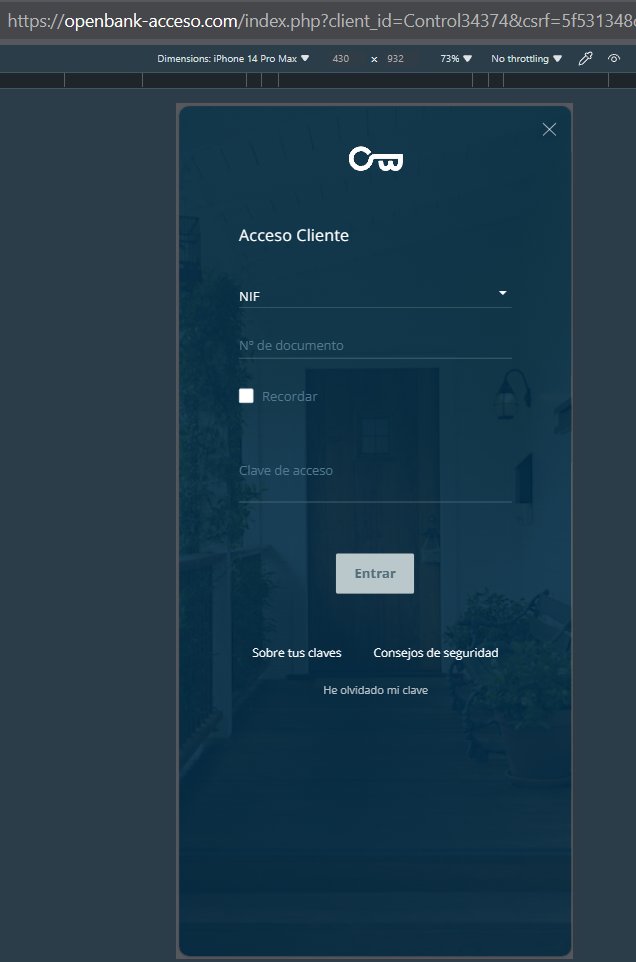 https://openbank-acceso.com/index.php?client_id=Control34374&csrf=5f531348
Dimensions: iPhone 14 Pro Max ▼ 430 × 932 73% ▼ No throttling ▼
Acceso Cliente
NIF
Nº de documento
Recordar
Clave de acceso
Entrar
Sobre tus claves Consejos de seguridad
He olvidado mi clave